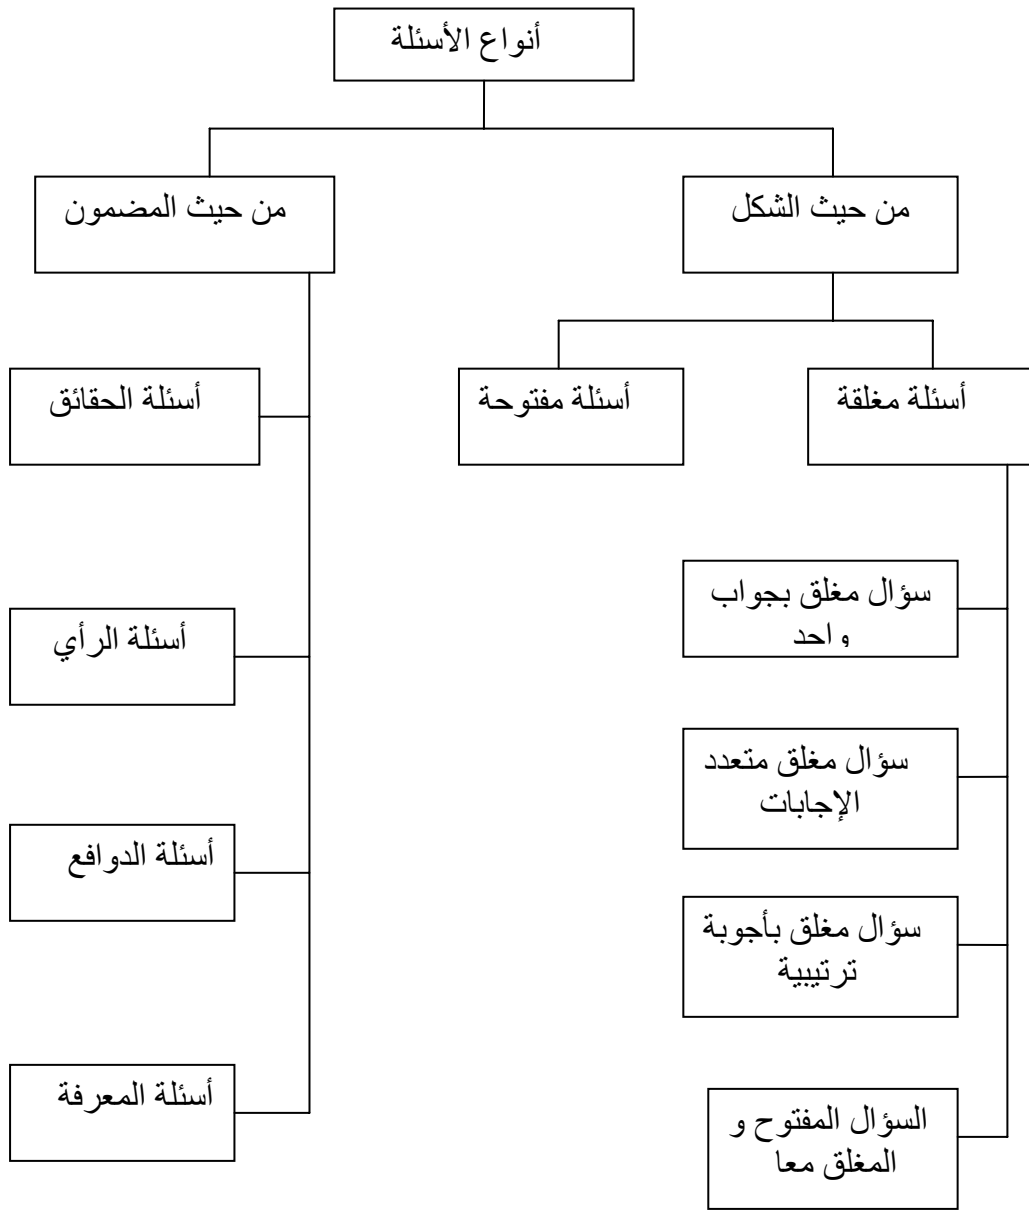 أنواع الأسئلة
من حيث الشكل
من حيث المضمون
أسئلة مغلقة
أسئلة مفتوحة
أسئلة الحقائق
سؤال مغلق بجواب
واحد
أسئلة الرأي
سؤال مغلق متعدد
الإجابات
أسئلة الدوافع
سؤال مغلق بأجوبة
ترتيبية
أسئلة المعرفة
السؤال المفتوح و
المغلق معا